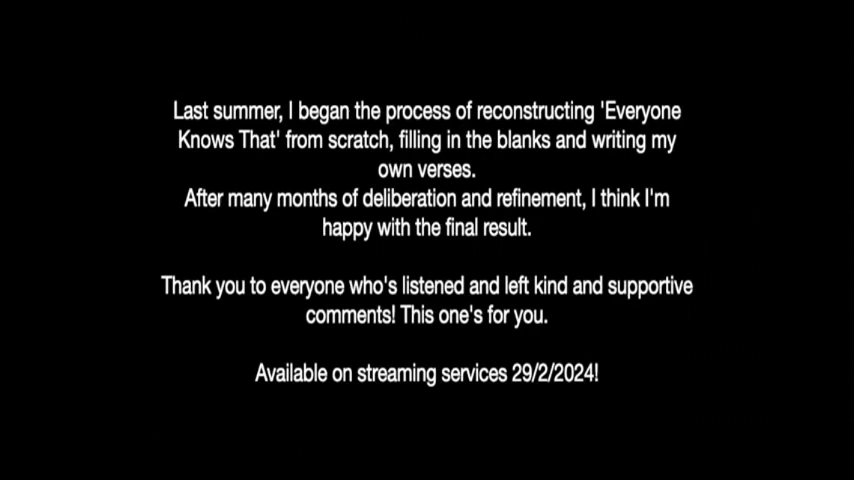 Last summer, I began the process of reconstructing 'Everyone
Knows That' from scratch, filling in the blanks and writing my
own verses.
After many months of deliberation and refinement, I think I'm
happy with the final result.
Thank you to everyone who's listened and left kind and supportive
comments! This one's for you.
Available on streaming services 29/2/2024!